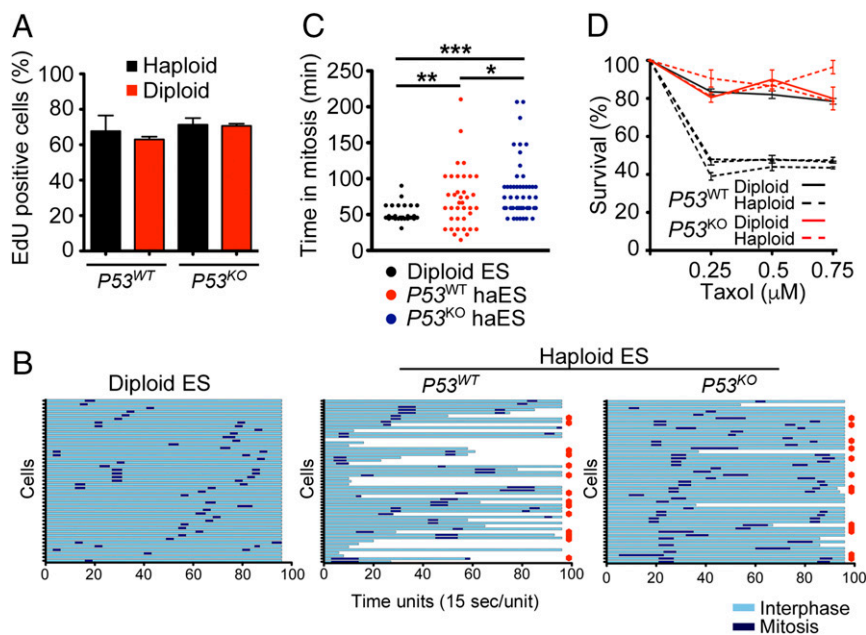 A
EdU positive cells (%)
100
80
60
40
20
0
Haploid
Diploid
P53WT
P53KO
C
Time in mitosis (min)
250
200
150
100
50
0
***
**
*
Diploid ES
P53WT haES
P53KO haES
D
Survival (%)
100
80
60
40
20
0
P53WT Diploid
Haploid
P53KO Diploid
Haploid
0.25
0.5
0.75
Taxol (μM)
B
Diploid ES
Haploid ES
P53WT
P53KO
Cells
Cells
Cells
0 20 40 60 80 100
0 20 40 60 80 100
0 20 40 60 80 100
Time units (15 sec/unit)
Interphase
Mitosis